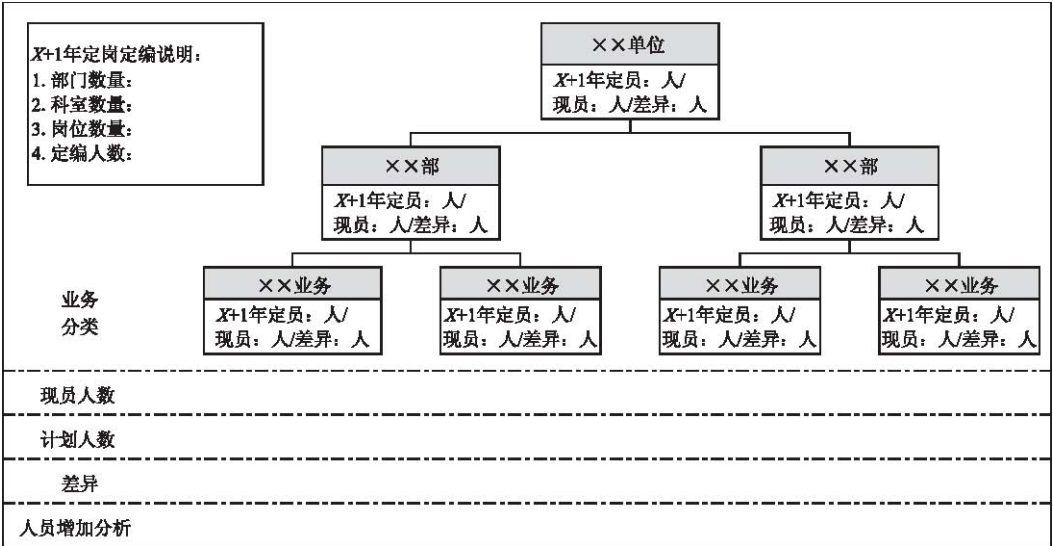 X+1年定岗定编说明：
1. 部门数量：
2. 科室数量：
3. 岗位数量：
4. 定编人数：
××单位
X+1年定员：人/
现员：人/差异：人
××部
X+1年定员：人/
现员：人/差异：人
××部
X+1年定员：人/
现员：人/差异：人
业务
分类
××业务
X+1年定员：人/
现员：人/差异：人
××业务
X+1年定员：人/
现员：人/差异：人
××业务
X+1年定员：人/
现员：人/差异：人
××业务
X+1年定员：人/
现员：人/差异：人
现员人数
计划人数
差异
人员增加分析